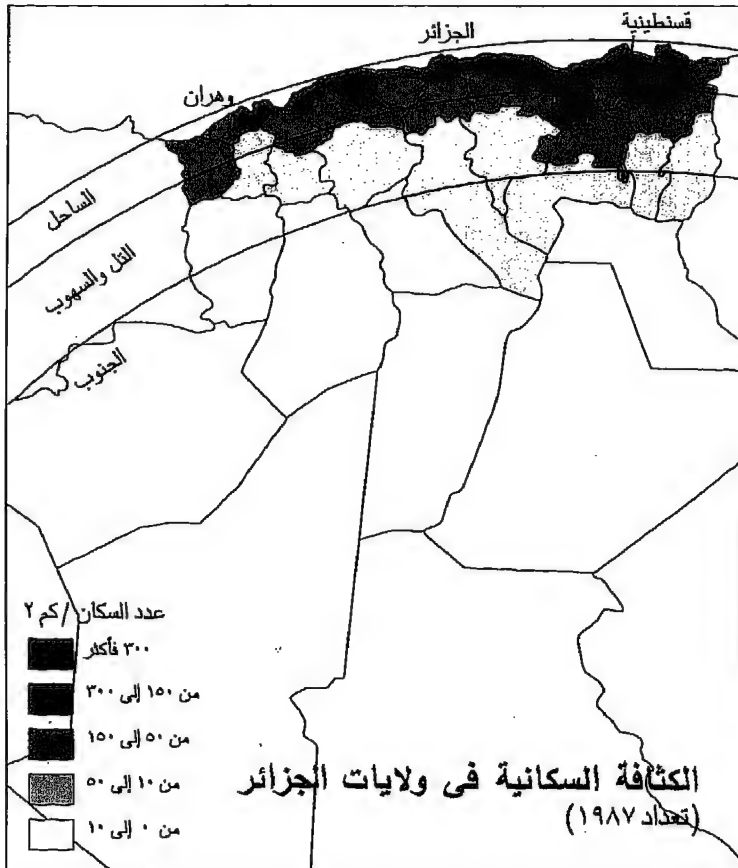 قسنطينية
الجزائر
وهران
الساحل
التل والسهوب
الجنوب
عدد السكان / كم ٢
٣٠٠ فأكثر
من ١٥٠ إلى ٣٠٠
من ٥٠ إلى ١٥٠
من ١٠ إلى ٥٠
من ٠ إلى ١٠
الكثافة السكانية فى ولايات الجزائر
(تعداد ١٩٨٧)